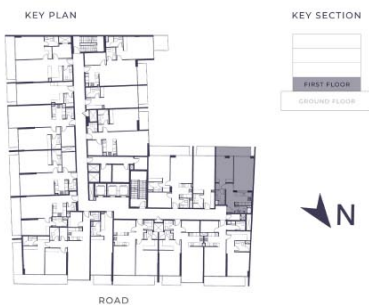 KEY PLAN
KEY SECTION
FIRST FLOOR
GROUND FLOOR
N
ROAD